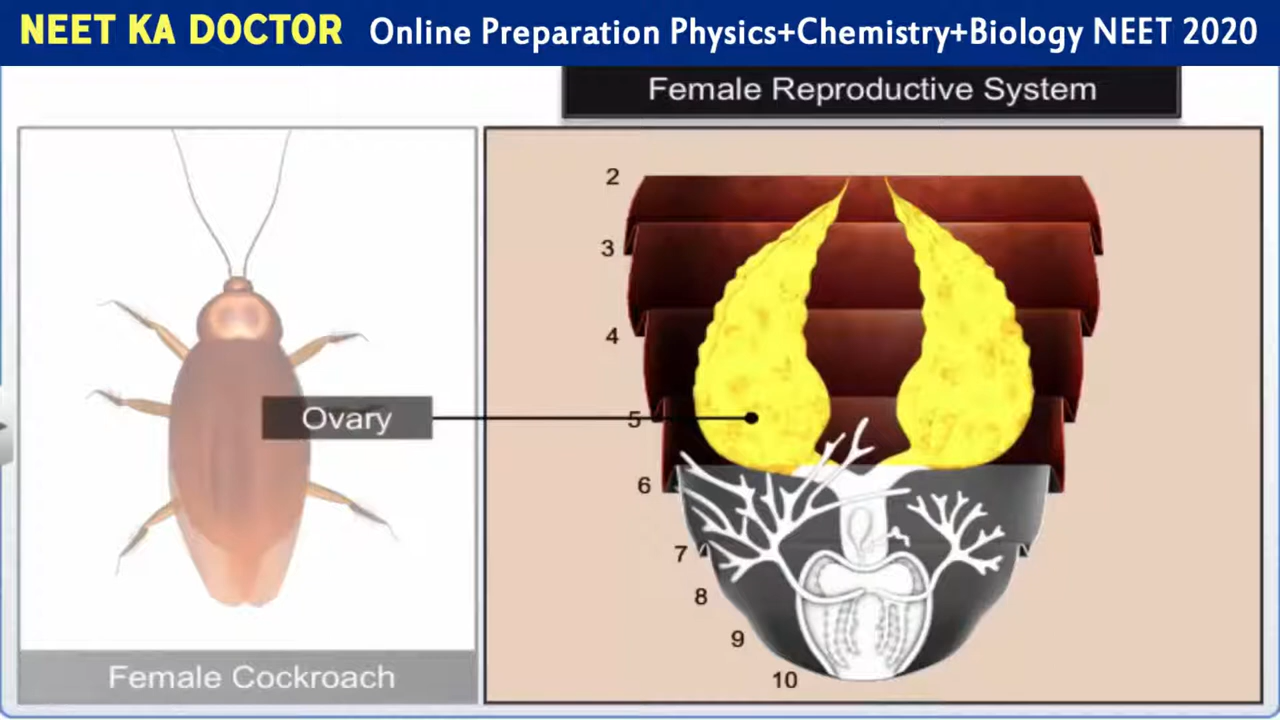 NEET KA DOCTOR Online Preparation Physics+Chemistry+Biology NEET 2020
Female Reproductive System
2
3
4
Ovary
5
6
7
8
9
10
Female Cockroach